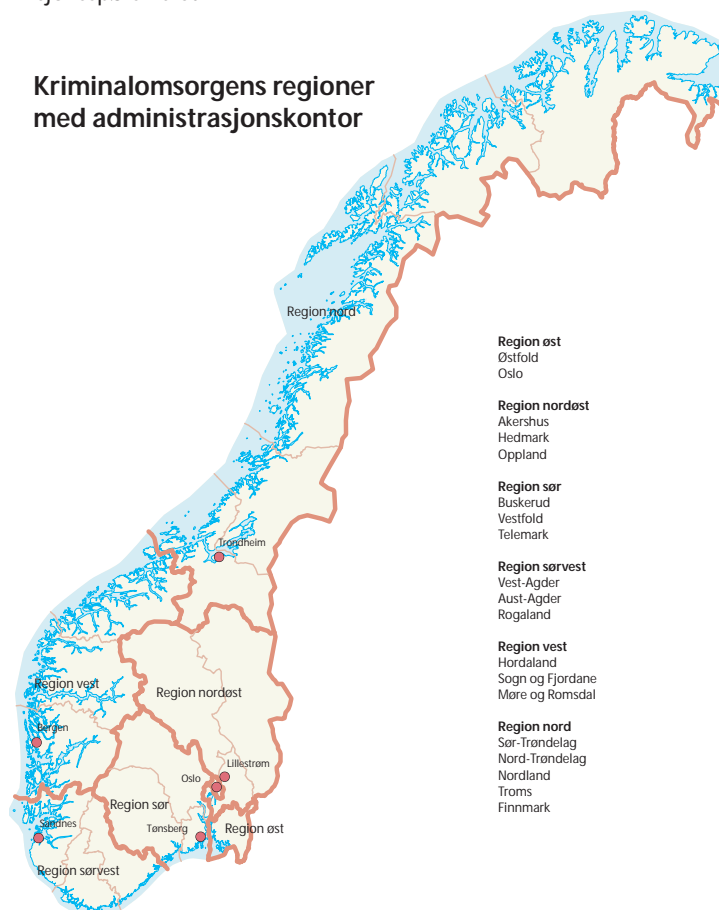 Kriminalomsorgens regioner
med administrasjonskontor
Region nord
Region øst
Østfold
Oslo
Region nordøst
Akershus
Hedmark
Oppland
Region sør
Buskerud
Vestfold
Telemark
Region sørvest
Vest-Agder
Aust-Agder
Rogaland
Region vest
Hordaland
Sogn og Fjordane
Møre og Romsdal
Region nord
Sør-Trøndelag
Nord-Trøndelag
Nordland
Troms
Finnmark
Trondheim
Region vest
Region nordøst
Bergen
Lillestrøm
Oslo
Region sør
Sandnes
Tønsberg
Region øst
Region sørvest